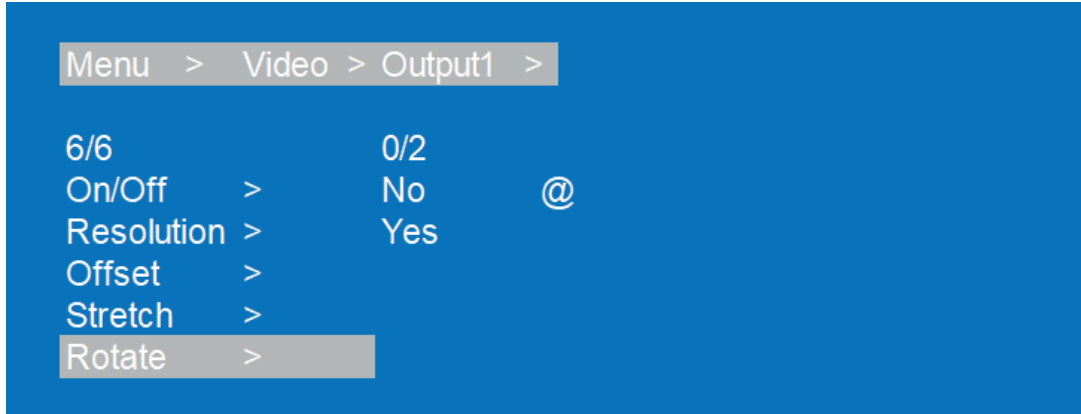 Menu > Video > Output1 >
6/6 0/2
On/Off > No @
Resolution > Yes
Offset >
Stretch >
Rotate >